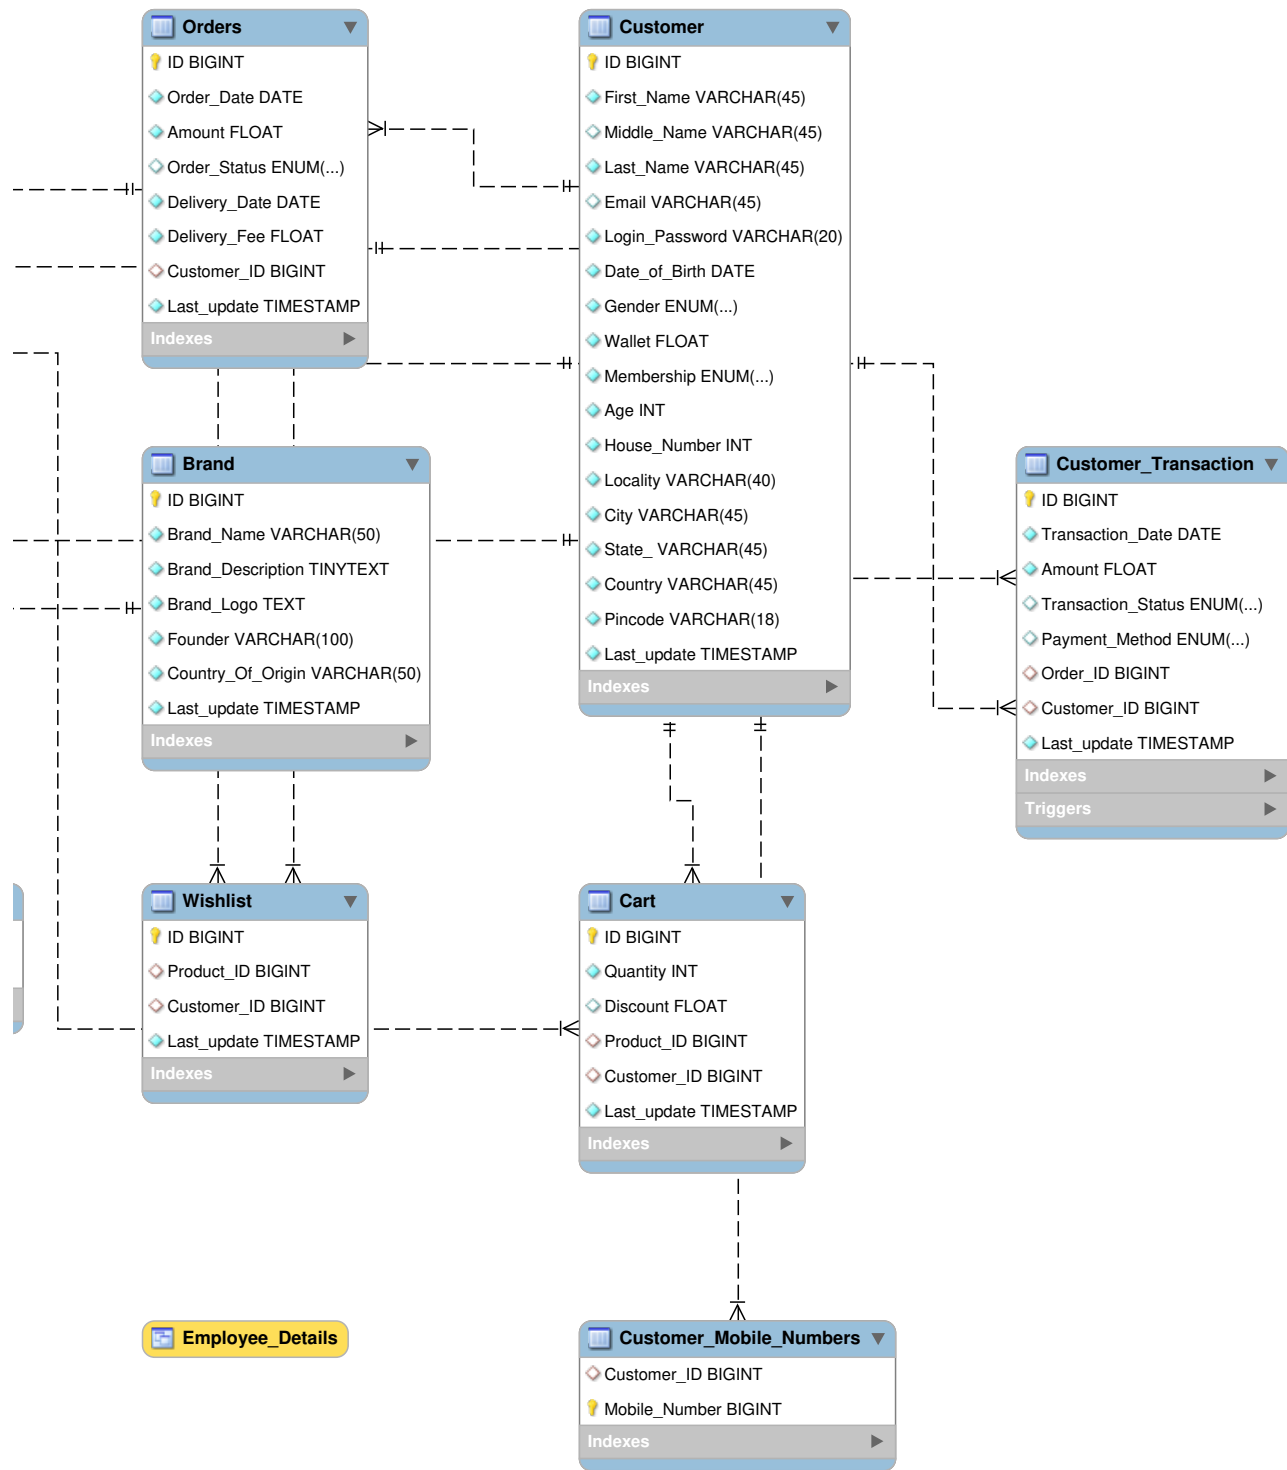 Orders
ID BIGINT
Order_Date DATE
Amount FLOAT
Order_Status ENUM(...)
Delivery_Date DATE
Delivery_Fee FLOAT
Customer_ID BIGINT
Last_update TIMESTAMP
Indexes
Customer
ID BIGINT
First_Name VARCHAR(45)
Middle_Name VARCHAR(45)
Last_Name VARCHAR(45)
Email VARCHAR(45)
Login_Password VARCHAR(20)
Date_of_Birth DATE
Gender ENUM(...)
Wallet FLOAT
Membership ENUM(...)
Age INT
House_Number INT
Locality VARCHAR(40)
City VARCHAR(45)
State_ VARCHAR(45)
Country VARCHAR(45)
Pincode VARCHAR(18)
Last_update TIMESTAMP
Indexes
Brand
ID BIGINT
Brand_Name VARCHAR(50)
Brand_Description TINYTEXT
Brand_Logo TEXT
Founder VARCHAR(100)
Country_Of_Origin VARCHAR(50)
Last_update TIMESTAMP
Indexes
Customer_Transaction
ID BIGINT
Transaction_Date DATE
Amount FLOAT
Transaction_Status ENUM(...)
Payment_Method ENUM(...)
Order_ID BIGINT
Customer_ID BIGINT
Last_update TIMESTAMP
Indexes
Triggers
Wishlist
ID BIGINT
Product_ID BIGINT
Customer_ID BIGINT
Last_update TIMESTAMP
Indexes
Cart
ID BIGINT
Quantity INT
Discount FLOAT
Product_ID BIGINT
Customer_ID BIGINT
Last_update TIMESTAMP
Indexes
Employee_Details
Customer_Mobile_Numbers
Customer_ID BIGINT
Mobile_Number BIGINT
Indexes